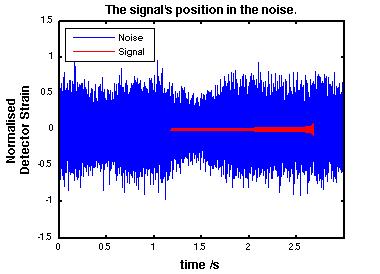 The signal's position in the noise.
Noise
Signal
Normalised
Detector Strain
1.5
1
0.5
0
-0.5
-1
-1.5
0 0.5 1 1.5 2 2.5
time /s